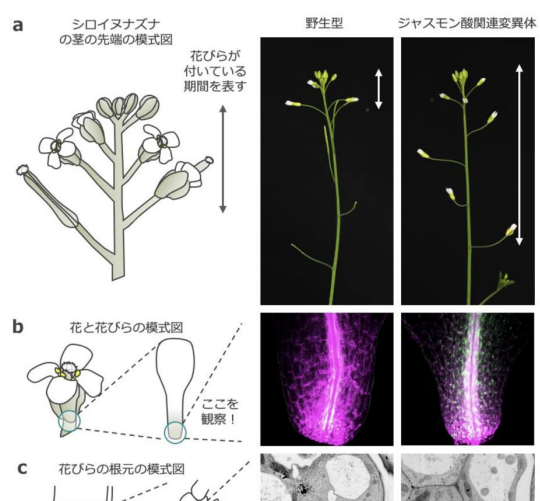 a
シロイヌナズナ
の茎の先端の模式図
花びらが
付いている
期間を表す
野生型
ジャスモン酸関連変異体
b
花と花びらの模式図
ここを
観察！
c
花びらの根元の模式図